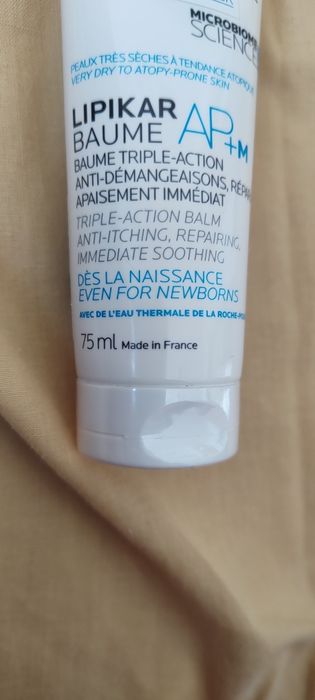 MICROBIOME
SCIENCE
PEAUX TRÈS SÈCHES À TENDANCE ATOPIQUE
VERY DRY TO ATOPY-PRONE SKIN
LIPIKAR
BAUME AP+M
BAUME TRIPLE-ACTION
ANTI-DÉMANGEAISONS, RÉPA
APAISEMENT IMMÉDIAT
TRIPLE-ACTION BALM
ANTI-ITCHING, REPAIRING,
IMMEDIATE SOOTHING
DÈS LA NAISSANCE
EVEN FOR NEWBORNS
AVEC DE L'EAU THERMALE DE LA ROCHE-PO
75 ml Made in France